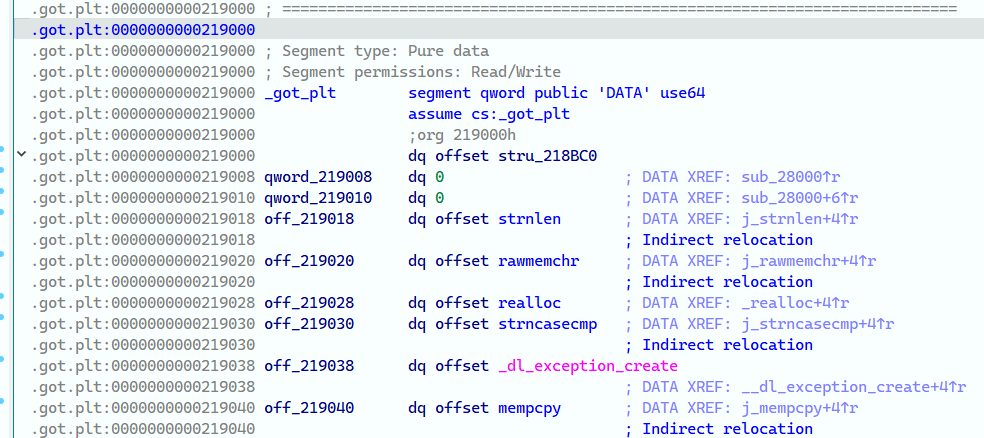 .got.plt:0000000000219000 ; ===========================================================================
.got.plt:0000000000219000
.got.plt:0000000000219000 ; Segment type: Pure data
.got.plt:0000000000219000 ; Segment permissions: Read/Write
.got.plt:0000000000219000 _got_plt        segment qword public 'DATA' use64
.got.plt:0000000000219000                 assume cs:_got_plt
.got.plt:0000000000219000                 ;org 219000h
.got.plt:0000000000219000                 dq offset stru_218BC0
.got.plt:0000000000219008 qword_219008    dq 0                    ; DATA XREF: sub_28000↑r
.got.plt:0000000000219010 qword_219010    dq 0                    ; DATA XREF: sub_28000+6↑r
.got.plt:0000000000219018 off_219018      dq offset strnlen       ; DATA XREF: j_strnlen+4↑r
.got.plt:0000000000219018                                         ; Indirect relocation
.got.plt:0000000000219020 off_219020      dq offset rawmemchr     ; DATA XREF: j_rawmemchr+4↑r
.got.plt:0000000000219020                                         ; Indirect relocation
.got.plt:0000000000219028 off_219028      dq offset realloc       ; DATA XREF: _realloc+4↑r
.got.plt:0000000000219030 off_219030      dq offset strncasecmp   ; DATA XREF: j_strncasecmp+4↑r
.got.plt:0000000000219030                                         ; Indirect relocation
.got.plt:0000000000219038 off_219038      dq offset _dl_exception_create
.got.plt:0000000000219038                                         ; DATA XREF: __dl_exception_create+4↑r
.got.plt:0000000000219040 off_219040      dq offset mempcpy       ; DATA XREF: j_mempcpy+4↑r
.got.plt:0000000000219040                                         ; Indirect relocation